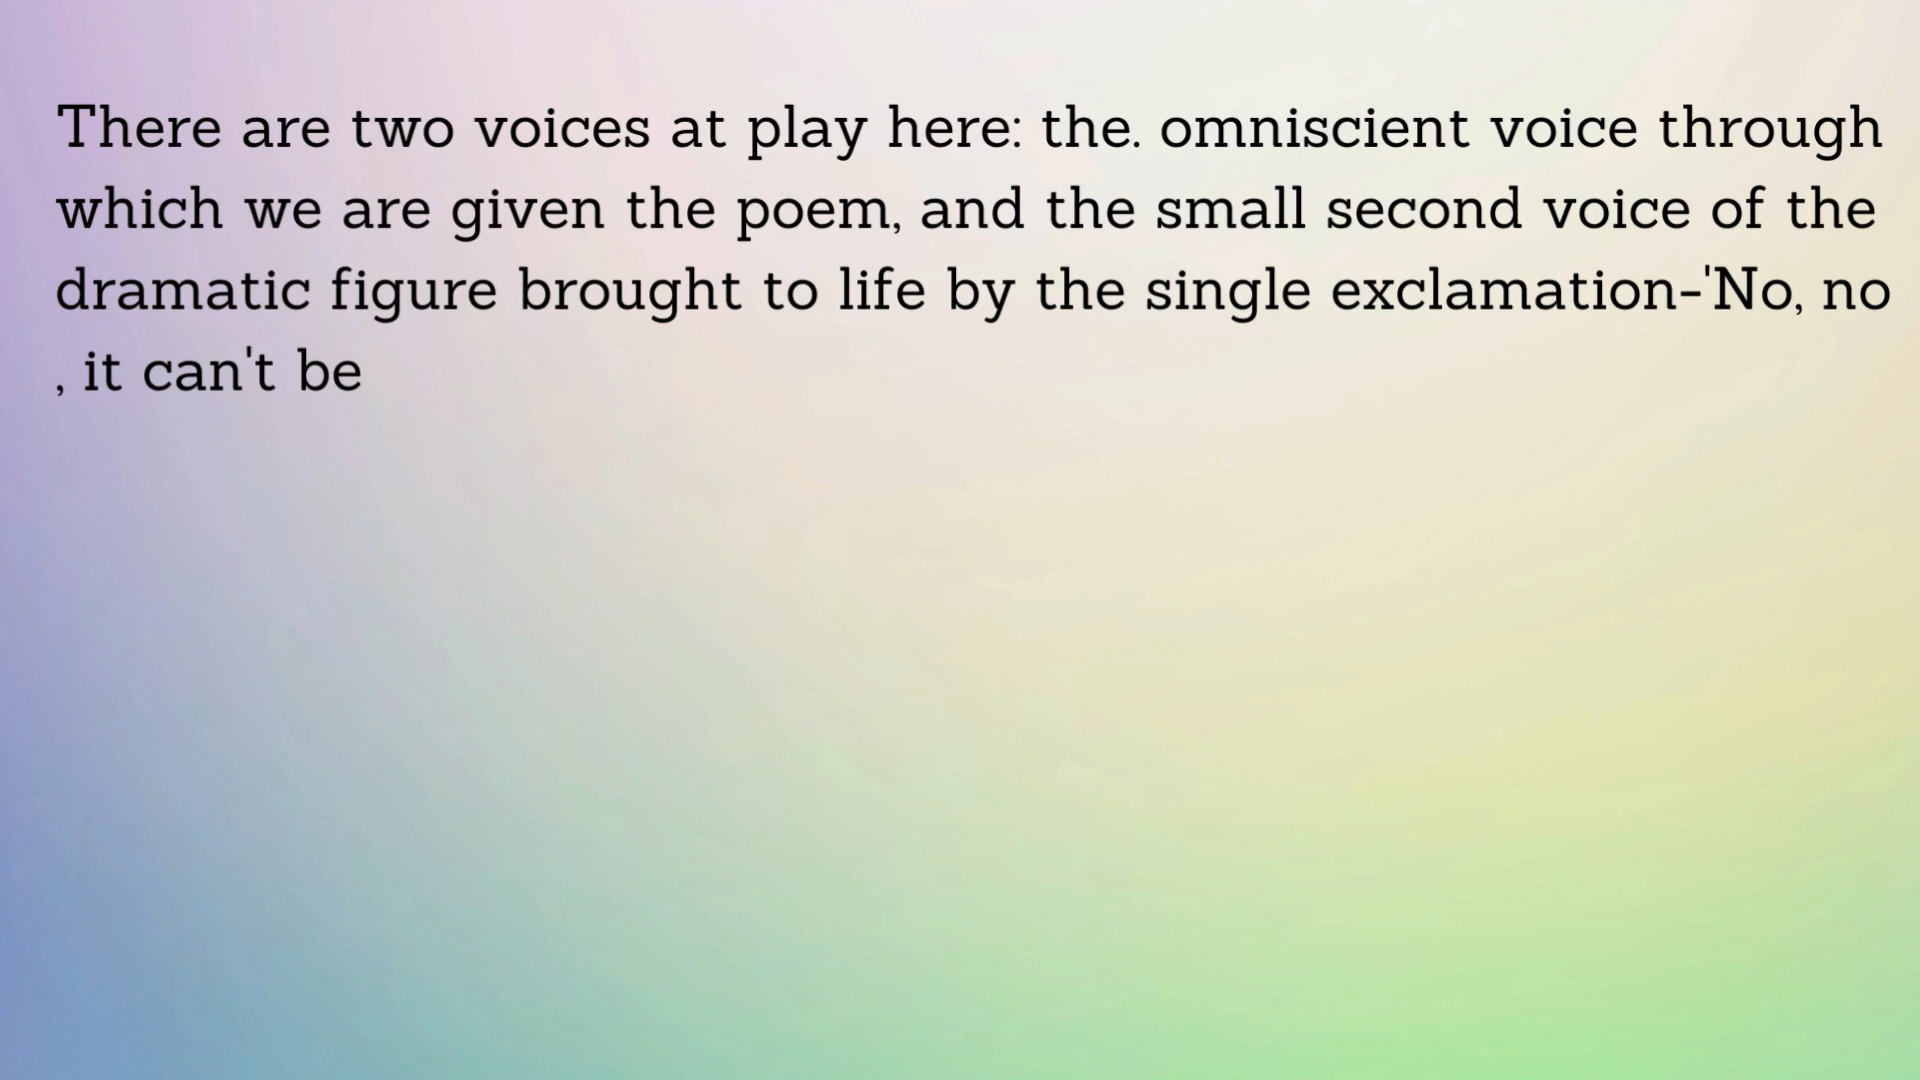 There are two voices at play here: the. omniscient voice through
which we are given the poem, and the small second voice of the
dramatic figure brought to life by the single exclamation-'No, no
, it can't be